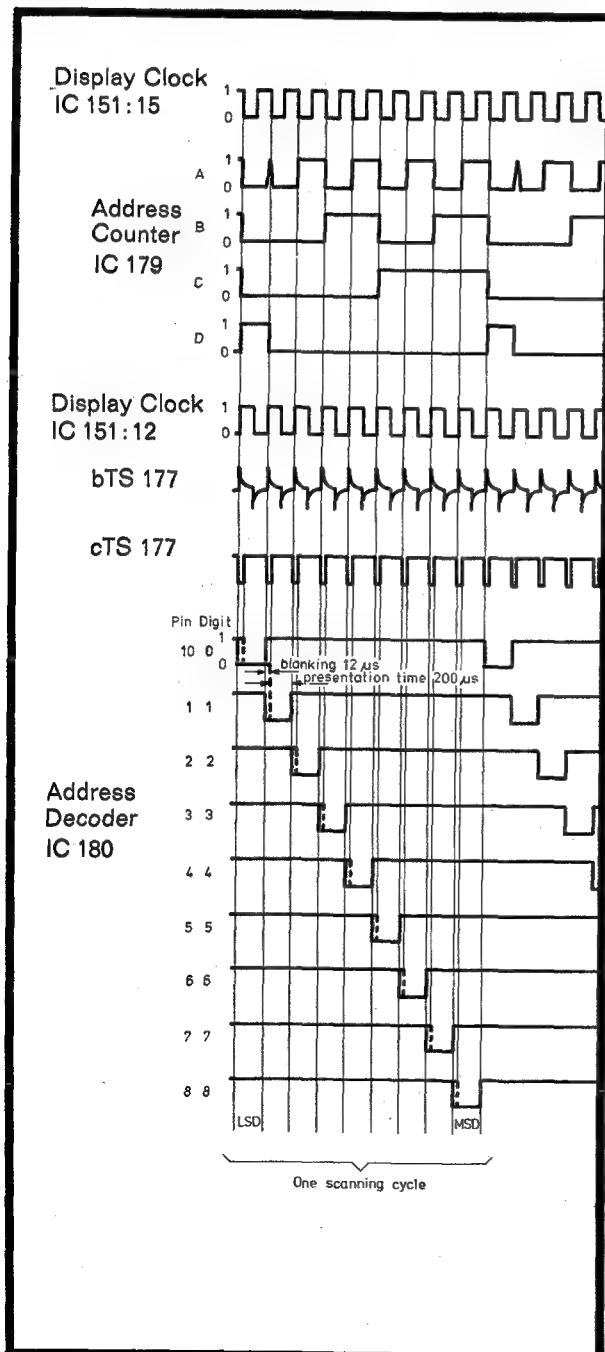 Display Clock
IC 151:15
1
0
A
1
0
Address
Counter
IC 179
B
1
0
C
1
0
D
1
0
Display Clock
IC 151:12
1
0
bTS 177
cTS 177
Pin Digit
10 0
1
0
blanking 12 µs
presentation time 200 µs
1 1
2 2
Address
Decoder
IC 180
3 3
4 4
5 5
6 6
7 7
8 8
LSD
MSD
One scanning cycle